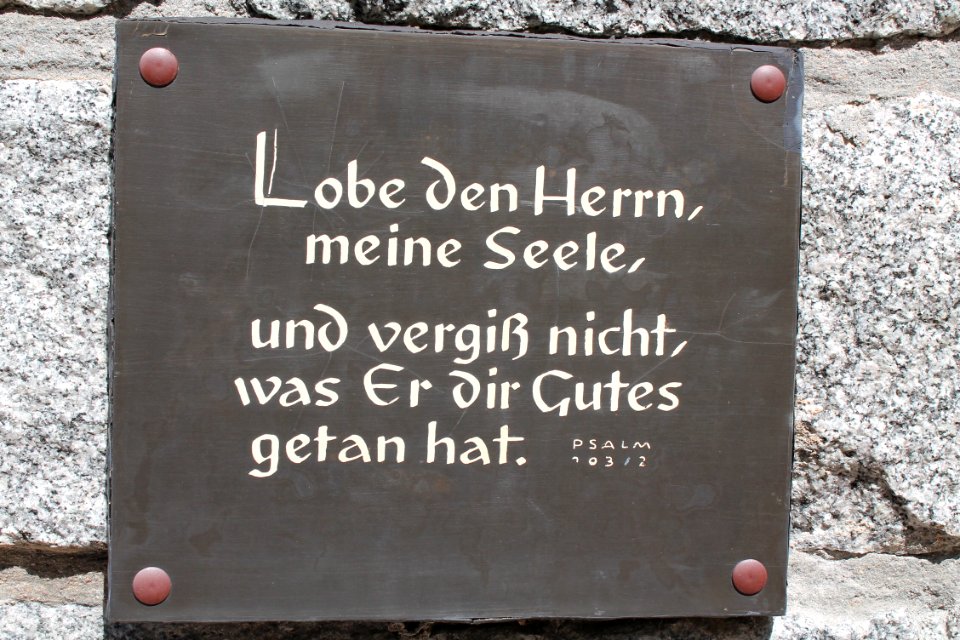 Lobe den Herrn,
meine Seele,
und vergiß nicht,
was Er dir Gutes
getan hat.
PSALM
103/2